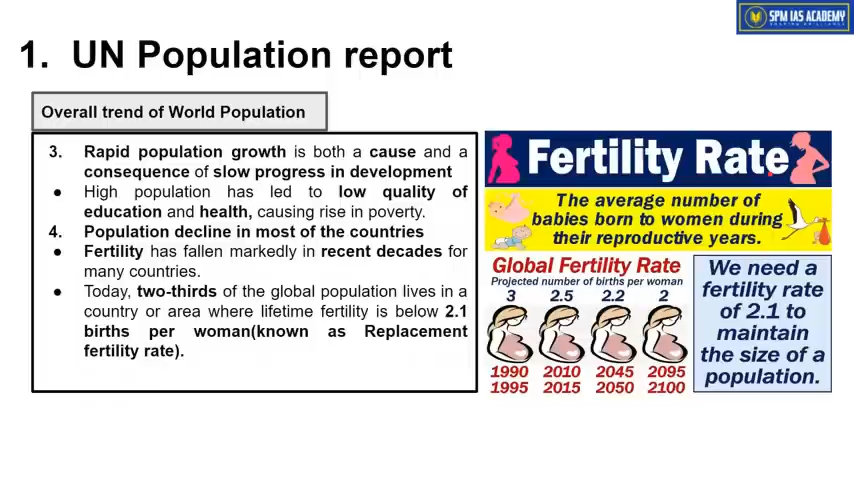 SPM IAS ACADEMY
1. UN Population report
Overall trend of World Population
3. Rapid population growth is both a cause and a
consequence of slow progress in development
● High population has led to low quality of
education and health, causing rise in poverty.
4. Population decline in most of the countries
● Fertility has fallen markedly in recent decades for
many countries.
● Today, two-thirds of the global population lives in a
country or area where lifetime fertility is below 2.1
births per woman(known as Replacement
fertility rate).
Fertility Rate
The average number of
babies born to women during
their reproductive years.
Global Fertility Rate
Projected number of births per woman
3 2.5 2.2 2
1990 2010 2045 2095
1995 2015 2050 2100
We need a
fertility rate
of 2.1 to
maintain
the size of a
population.